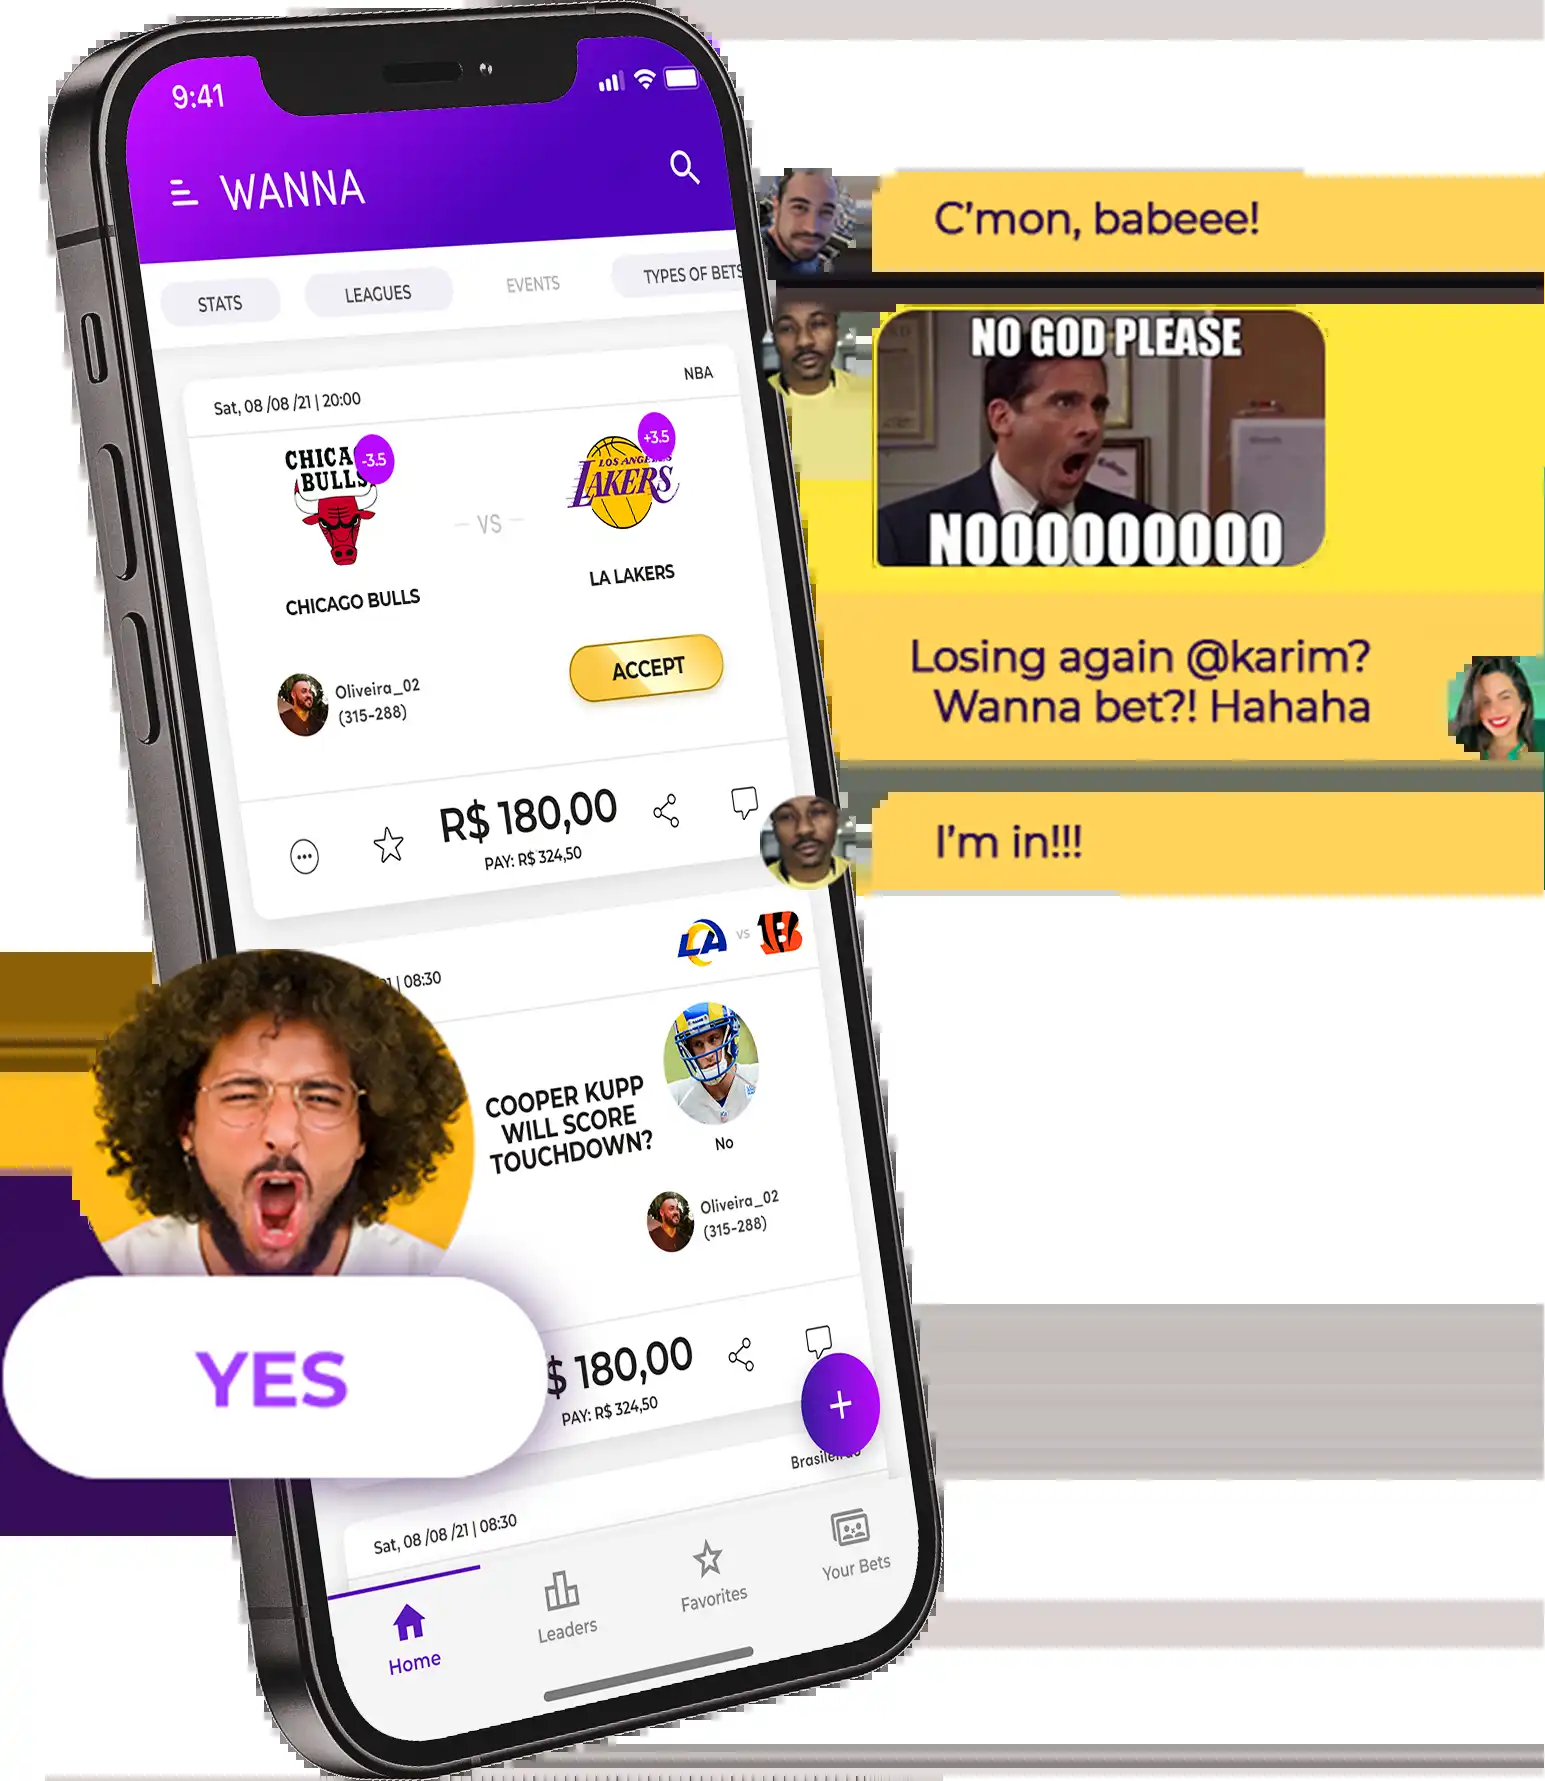 9:41
WANNA
STATS
LEAGUES
EVENTS
TYPES OF BETS
Sat, 08 /08 /21 | 20:00
NBA
CHICA
BULLS
-3.5
VS
LOS ANGE
LAKERS
+3.5
CHICAGO BULLS
LA LAKERS
Oliveira_02
(315-288)
ACCEPT
R$ 180,00
PAY: R$ 324,50
C'mon, babeee!
NO GOD PLEASE
NOOOOOOOOO
Losing again @karim?
Wanna bet?! Hahaha
I'm in!!!
| 08:30
LA
VS
B
COOPER KUPP
WILL SCORE
TOUCHDOWN?
No
Oliveira_02
(315-288)
YES
$ 180,00
PAY: R$ 324,50
+
Sat, 08 /08 /21 | 08:30
Home
Leaders
Favorites
Your Bets